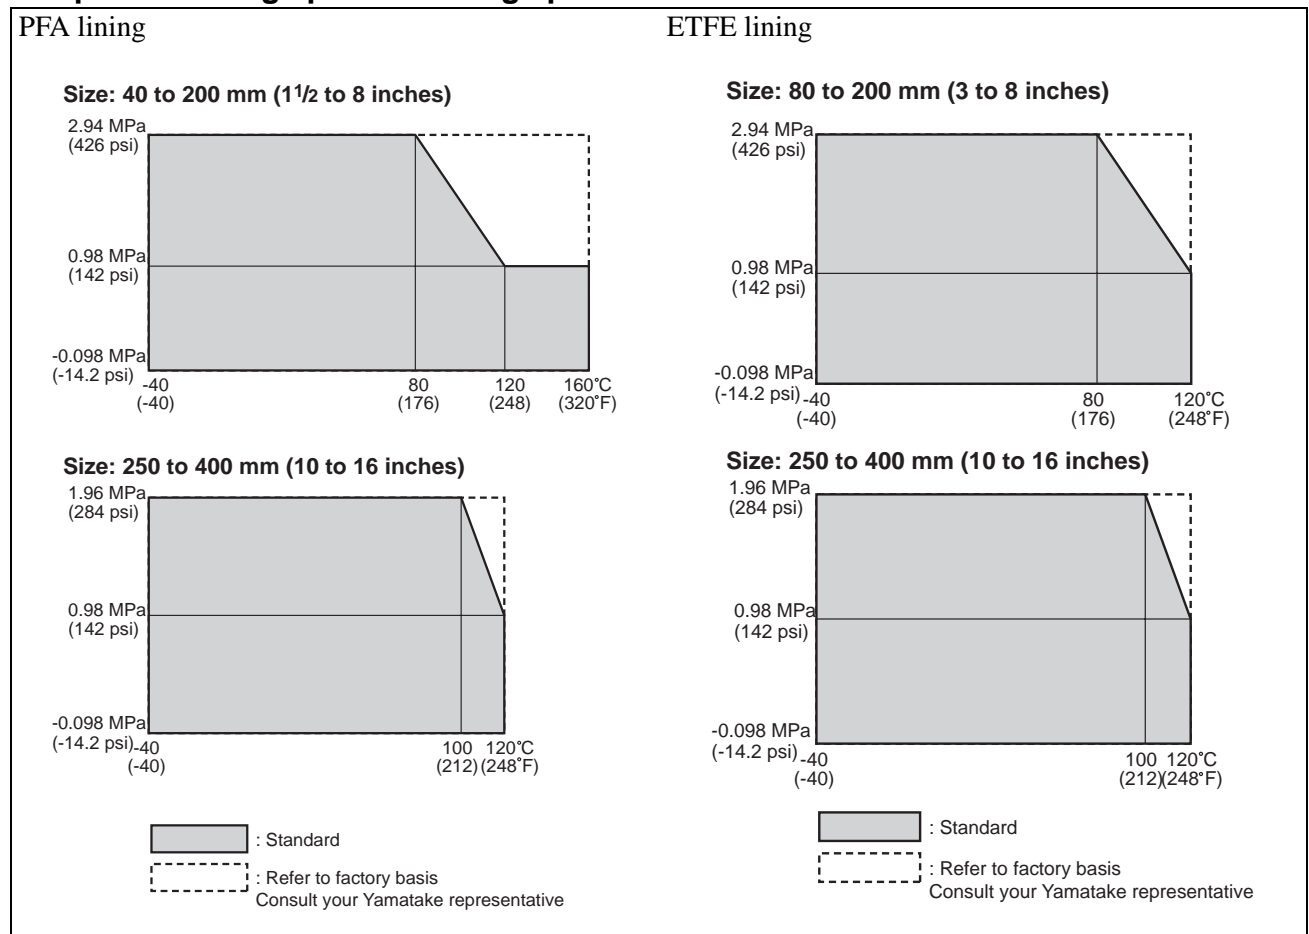 PFA lining
Size: 40 to 200 mm (1 1/2 to 8 inches)
2.94 MPa
(426 psi)
0.98 MPa
(142 psi)
-0.098 MPa
(-14.2 psi)
-40
(-40)
80
(176)
120
(248)
160˚C
(320˚F)
Size: 250 to 400 mm (10 to 16 inches)
1.96 MPa
(284 psi)
0.98 MPa
(142 psi)
-0.098 MPa
(-14.2 psi)
-40
(-40)
100
(212)
120˚C
(248˚F)
: Standard
: Refer to factory basis
Consult your Yamatake representative
ETFE lining
Size: 80 to 200 mm (3 to 8 inches)
2.94 MPa
(426 psi)
0.98 MPa
(142 psi)
-0.098 MPa
(-14.2 psi)
-40
(-40)
80
(176)
120˚C
(248˚F)
Size: 250 to 400 mm (10 to 16 inches)
1.96 MPa
(284 psi)
0.98 MPa
(142 psi)
-0.098 MPa
(-14.2 psi)
-40
(-40)
100
(212)
120˚C
(248˚F)
: Standard
: Refer to factory basis
Consult your Yamatake representative